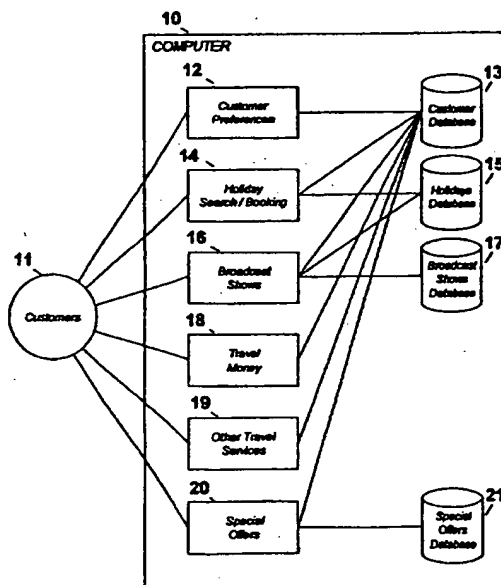 10
COMPUTER
12
Customer
Preferences
13
Customer
Database
14
Holiday
Search / Booking
15
Holidays
Database
16
Broadcast
Shows
17
Broadcast
Shows
Database
11
Customers
18
Travel
Money
19
Other Travel
Services
20
Special
Offers
21
Special
Offers
Database